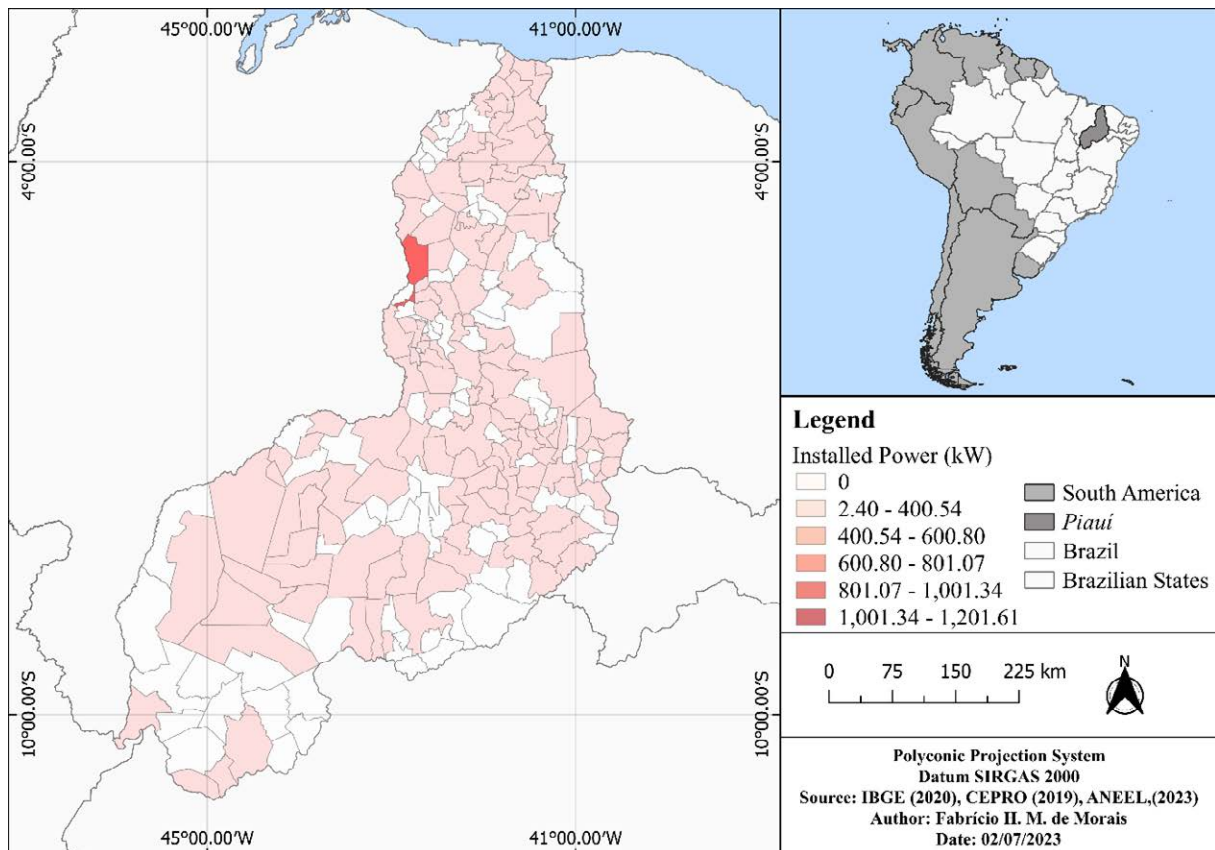 45°00.00'W
41°00.00'W
4°00.00'S
4°00.00'S
10°00.00'S
10°00.00'S
45°00.00'W
41°00.00'W
Legend
Installed Power (kW)
0
2.40 - 400.54
400.54 - 600.80
600.80 - 801.07
801.07 - 1,001.34
1,001.34 - 1,201.61
South America
Piauí
Brazil
Brazilian States
0 75 150 225 km
N
Polyconic Projection System
Datum SIRGAS 2000
Source: IBGE (2020), CEPRO (2019), ANEEL,(2023)
Author: Fabrício H. M. de Morais
Date: 02/07/2023